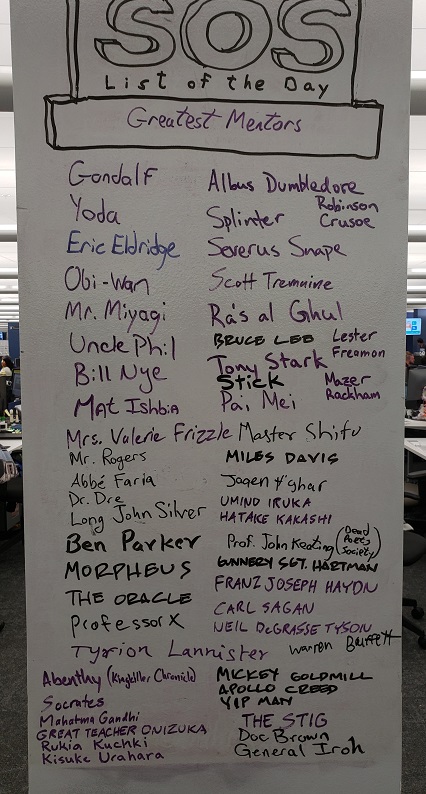 SOS
List of the Day
Greatest Mentors
Gandalf
Yoda
Eric Eldridge
Obi-Wan
Mr. Miyagi
Uncle Phil
Bill Nye
Mat Ishbia
Mrs. Valerie Frizzle
Mr. Rogers
Abbé Faria
Dr. Dre
Long John Silver
Ben Parker
MORPHEUS
THE ORACLE
Professor X
Tyrion Lannister
Abenthy (Kingkiller Chronicle)
Socrates
Mahatma Gandhi
GREAT TEACHER ONIZUKA
Rukia Kuchki
Kisuke Urahara
Albus Dumbledore
Robinson
Crusoe
Splinter
Severus Snape
Scott Tremaine
Ra's al Ghul
BRUCE LEE
Lester
Freamon
Tony Stark
Stick
Mazer
Rackham
Pai Mei
Master Shifu
MILES DAVIS
Jaqen H'ghar
UMINO IRUKA
HATAKE KAKASHI
Prof. John Keating (Dead
Poets
Society)
GUNNERY SGT. HARTMAN
FRANZ JOSEPH HAYDN
CARL SAGAN
NEIL DeGRASSE TYSON
Warren Buffett
MICKEY GOLDMILL
APOLLO CREED
YIP MAN
THE STIG
Doc Brown
General Iroh